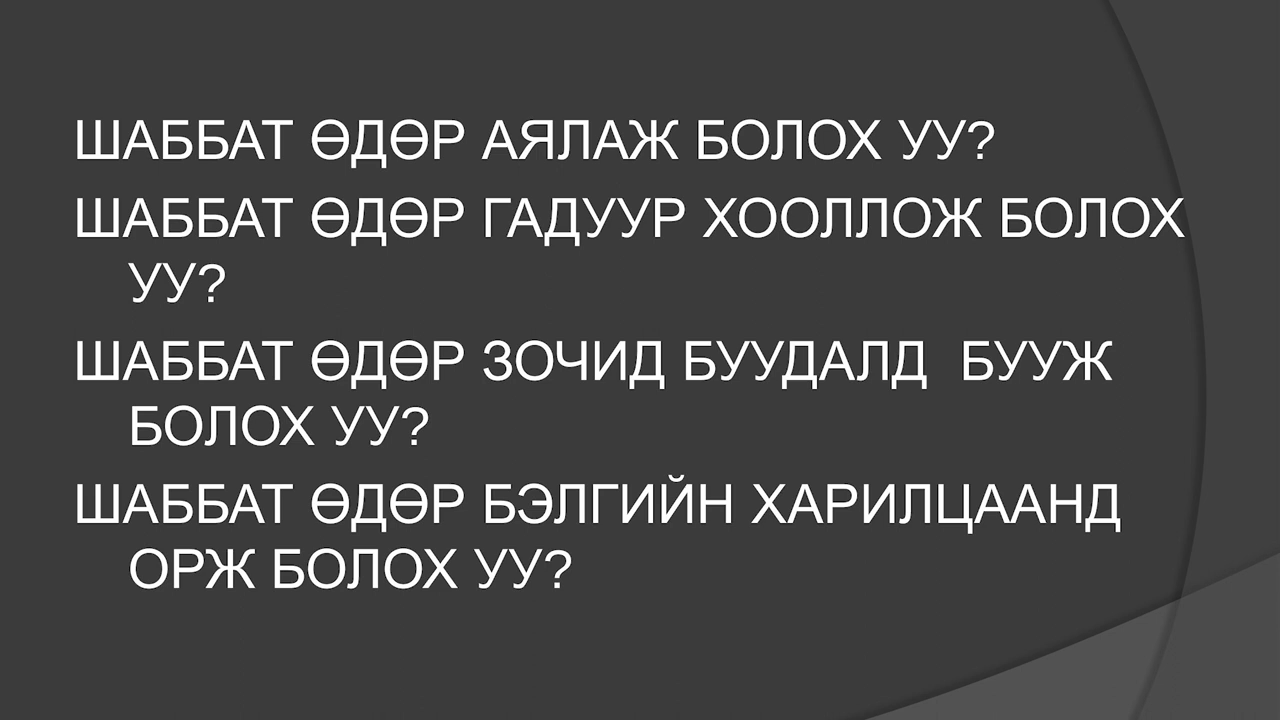 ШАББАТ ӨДӨР АЯЛАЖ БОЛОХ УУ?
ШАББАТ ӨДӨР ГАДУУР ХООЛЛОЖ БОЛОХ
УУ?
ШАББАТ ӨДӨР ЗОЧИД БУУДАЛД БУУЖ
БОЛОХ УУ?
ШАББАТ ӨДӨР БЭЛГИЙН ХАРИЛЦААНД
ОРЖ БОЛОХ УУ?